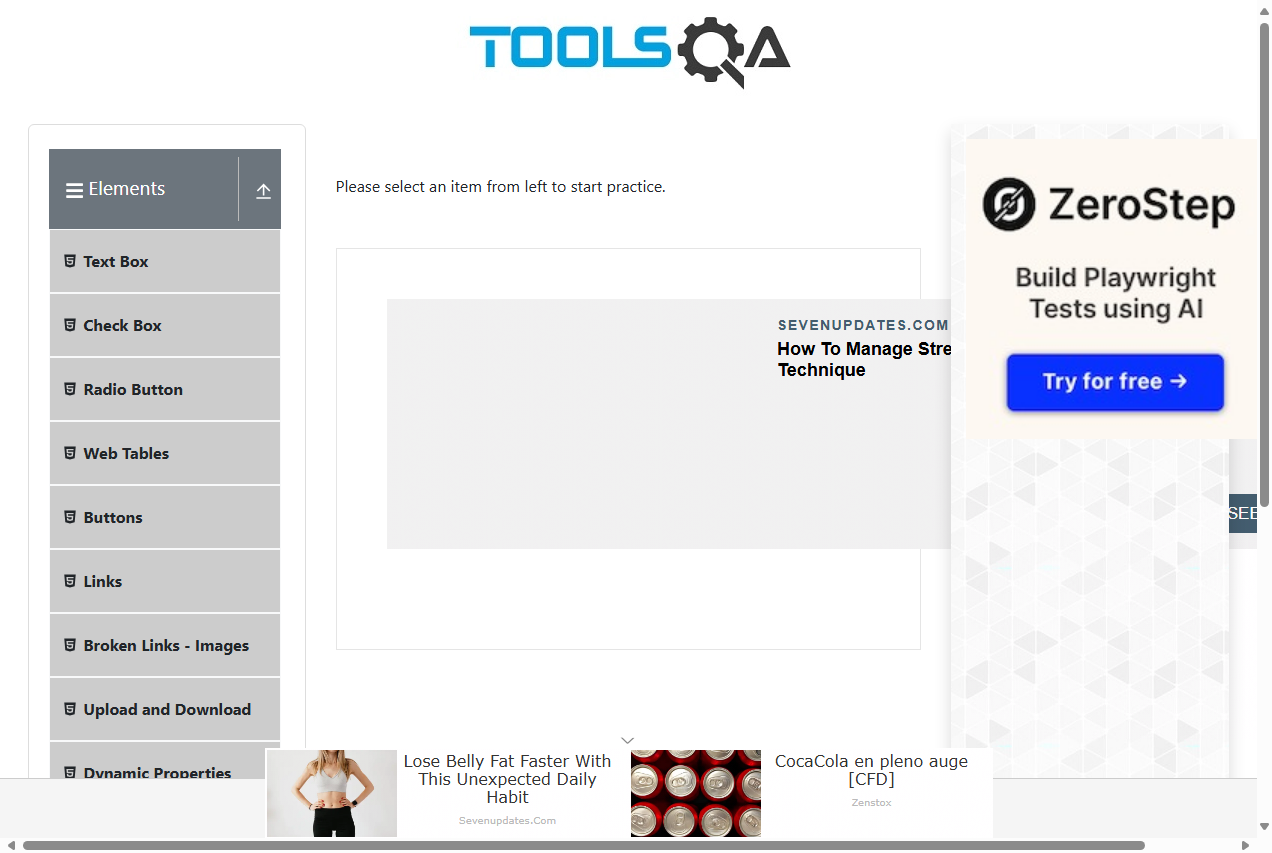 TOOLSQA
Elements
Please select an item from left to start practice.
Text Box
Check Box
Radio Button
Web Tables
Buttons
Links
Broken Links - Images
Upload and Download
Dynamic Properties
SEVENUPDATES.COM
How To Manage Stre
Technique
SEE
ZeroStep
Build Playwright
Tests using AI
Try for free →
Lose Belly Fat Faster With
This Unexpected Daily
Habit
Sevenupdates.Com
CocaCola en pleno auge
[CFD]
Zenstox